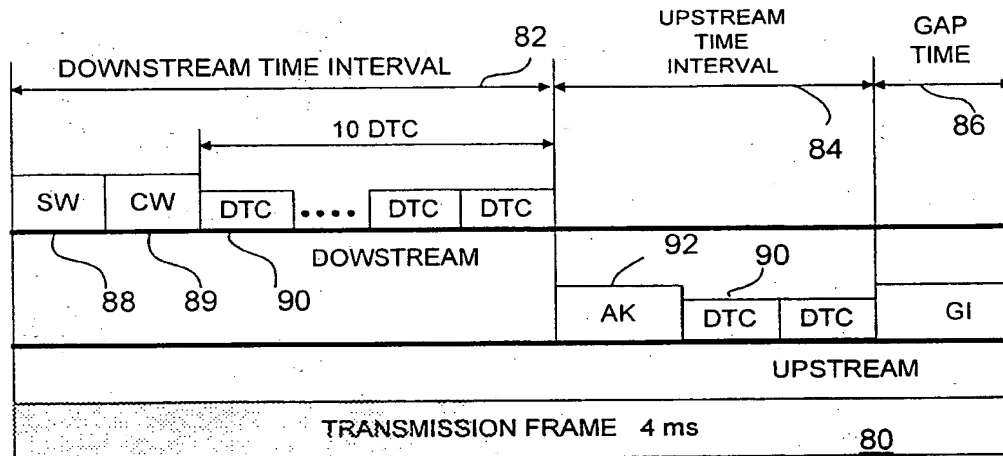 DOWNSTREAM TIME INTERVAL
82
UPSTREAM
TIME
INTERVAL
84
GAP
TIME
86
10 DTC
SW
CW
DTC
....
DTC
DTC
DOWSTREAM
88
89
90
92
90
AK
DTC
DTC
GI
UPSTREAM
TRANSMISSION FRAME 4 ms
80